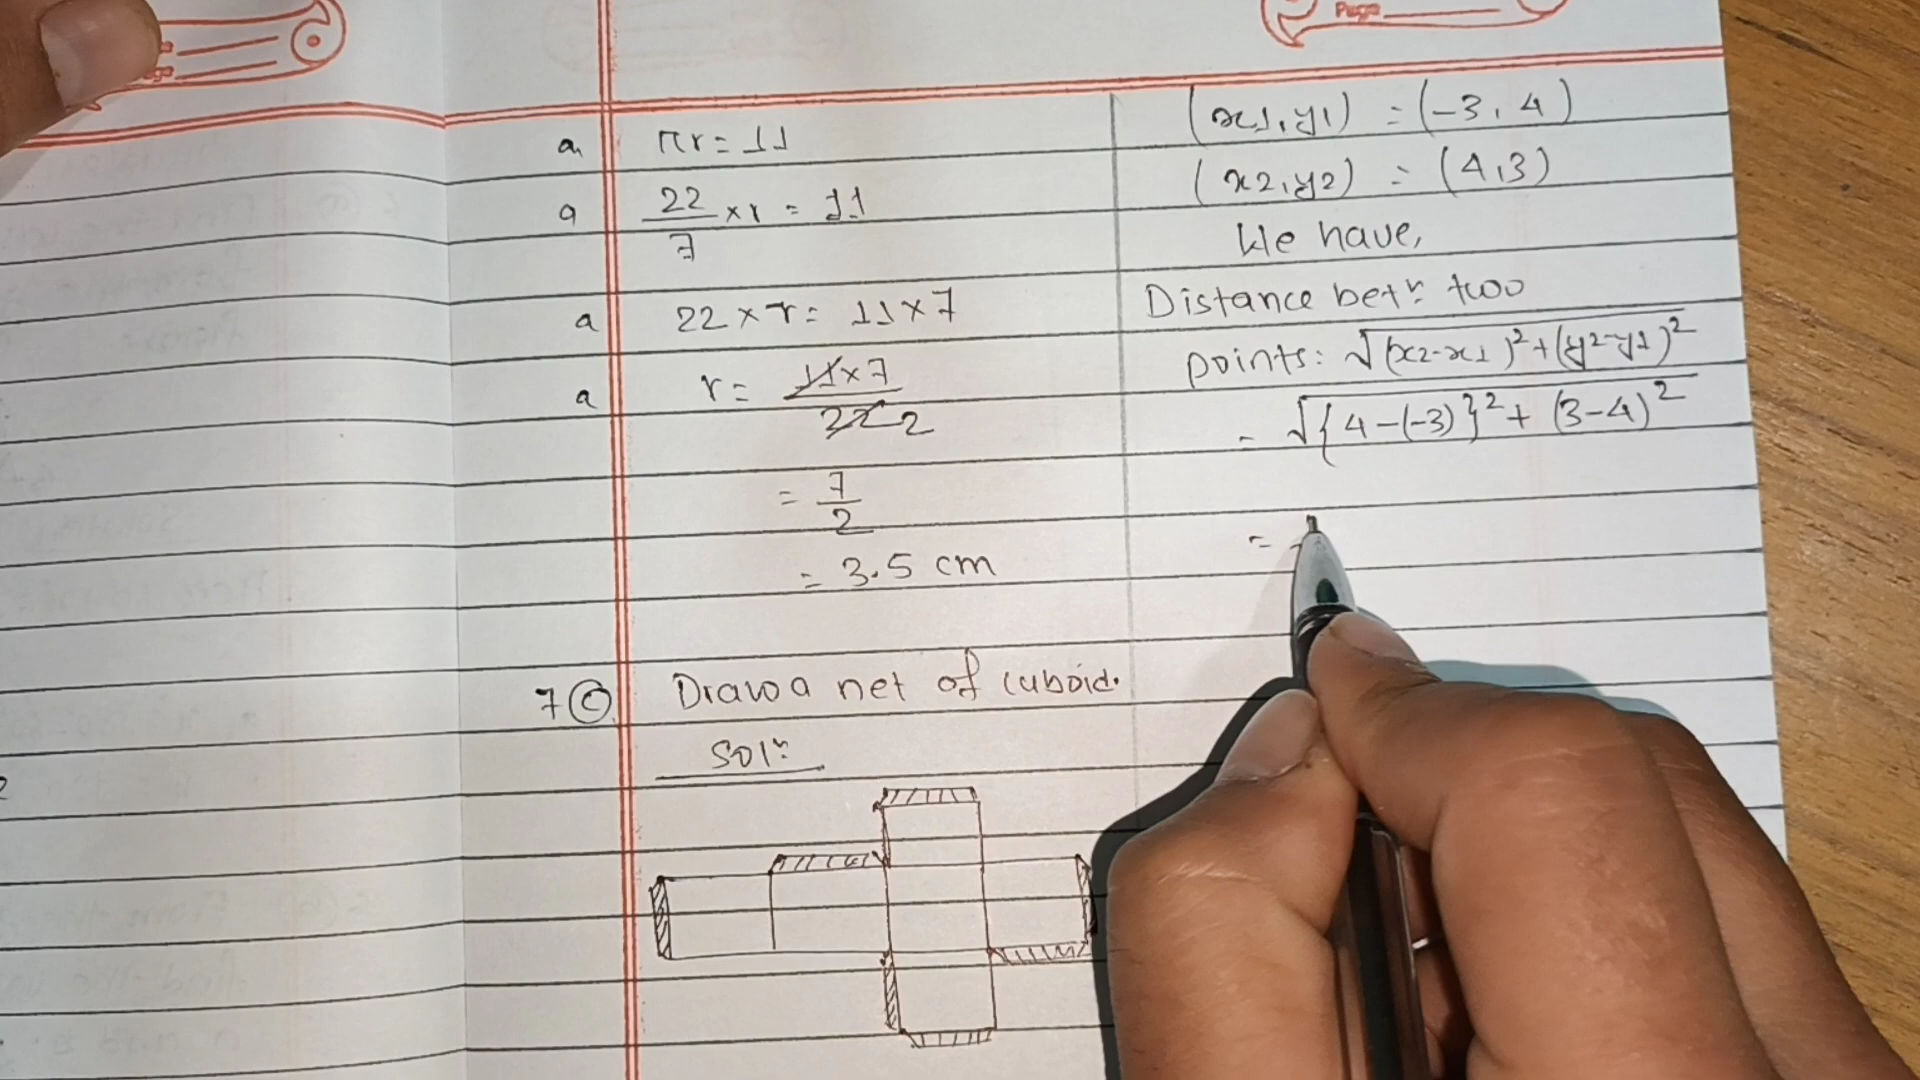 Page
a, πr = 11
a 22/7 × r = 11
a 22 × r = 11 × 7
a r = 11×7/22 2
= 7/2
= 3.5 cm
7 (c) Draw a net of cuboid.
Solⁿ:
(x1, y1) = (-3, 4)
(x2, y2) = (4,3)
We have,
Distance betⁿ: two
points: √(x2-x1)²+(y2-y1)²
= √{4-(-3)}²+ (3-4)²
=